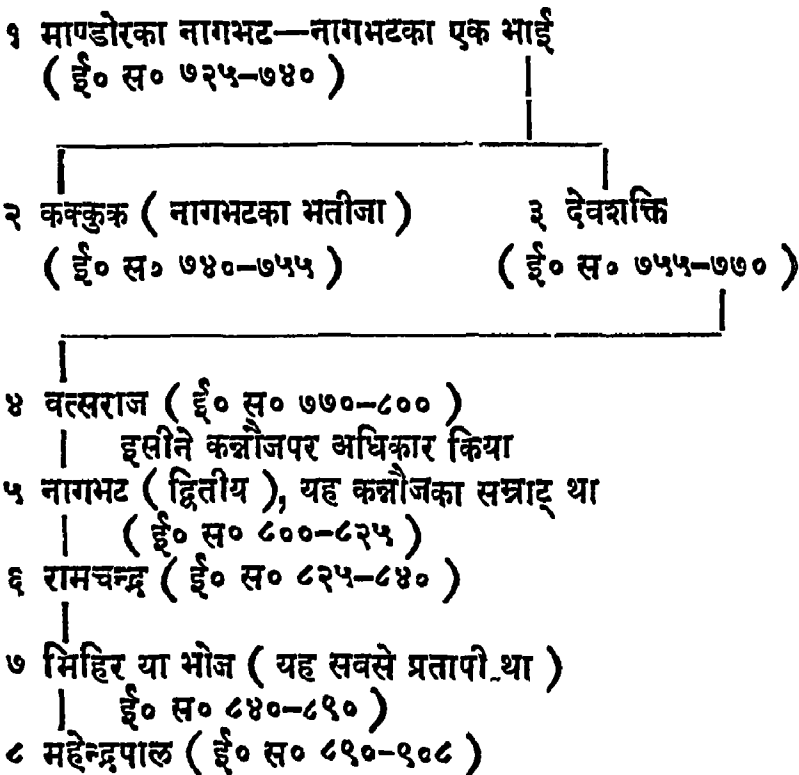 १ माण्डोरका नागभट—नागभटका एक भाई
( ई० स० ७२५–७४० )
२ कक्कुक ( नागभटका भतीजा ) ३ देवशक्ति
( ई० स० ७४०–७५५ ) ( ई० स० ७५५–७७० )
४ वत्सराज ( ई० स० ७७०–८०० )
इसीने कन्नौजपर अधिकार किया
५ नागभट ( द्वितीय ), यह कन्नौजका सम्राट् था
( ई० स० ८००–८२५ )
६ रामचन्द्र ( ई० स० ८२५–८४० )
७ मिहिर या भोज ( यह सबसे प्रतापी था )
ई० स० ८४०–८९० )
८ महेन्द्रपाल ( ई० स० ८९०–९०८ )